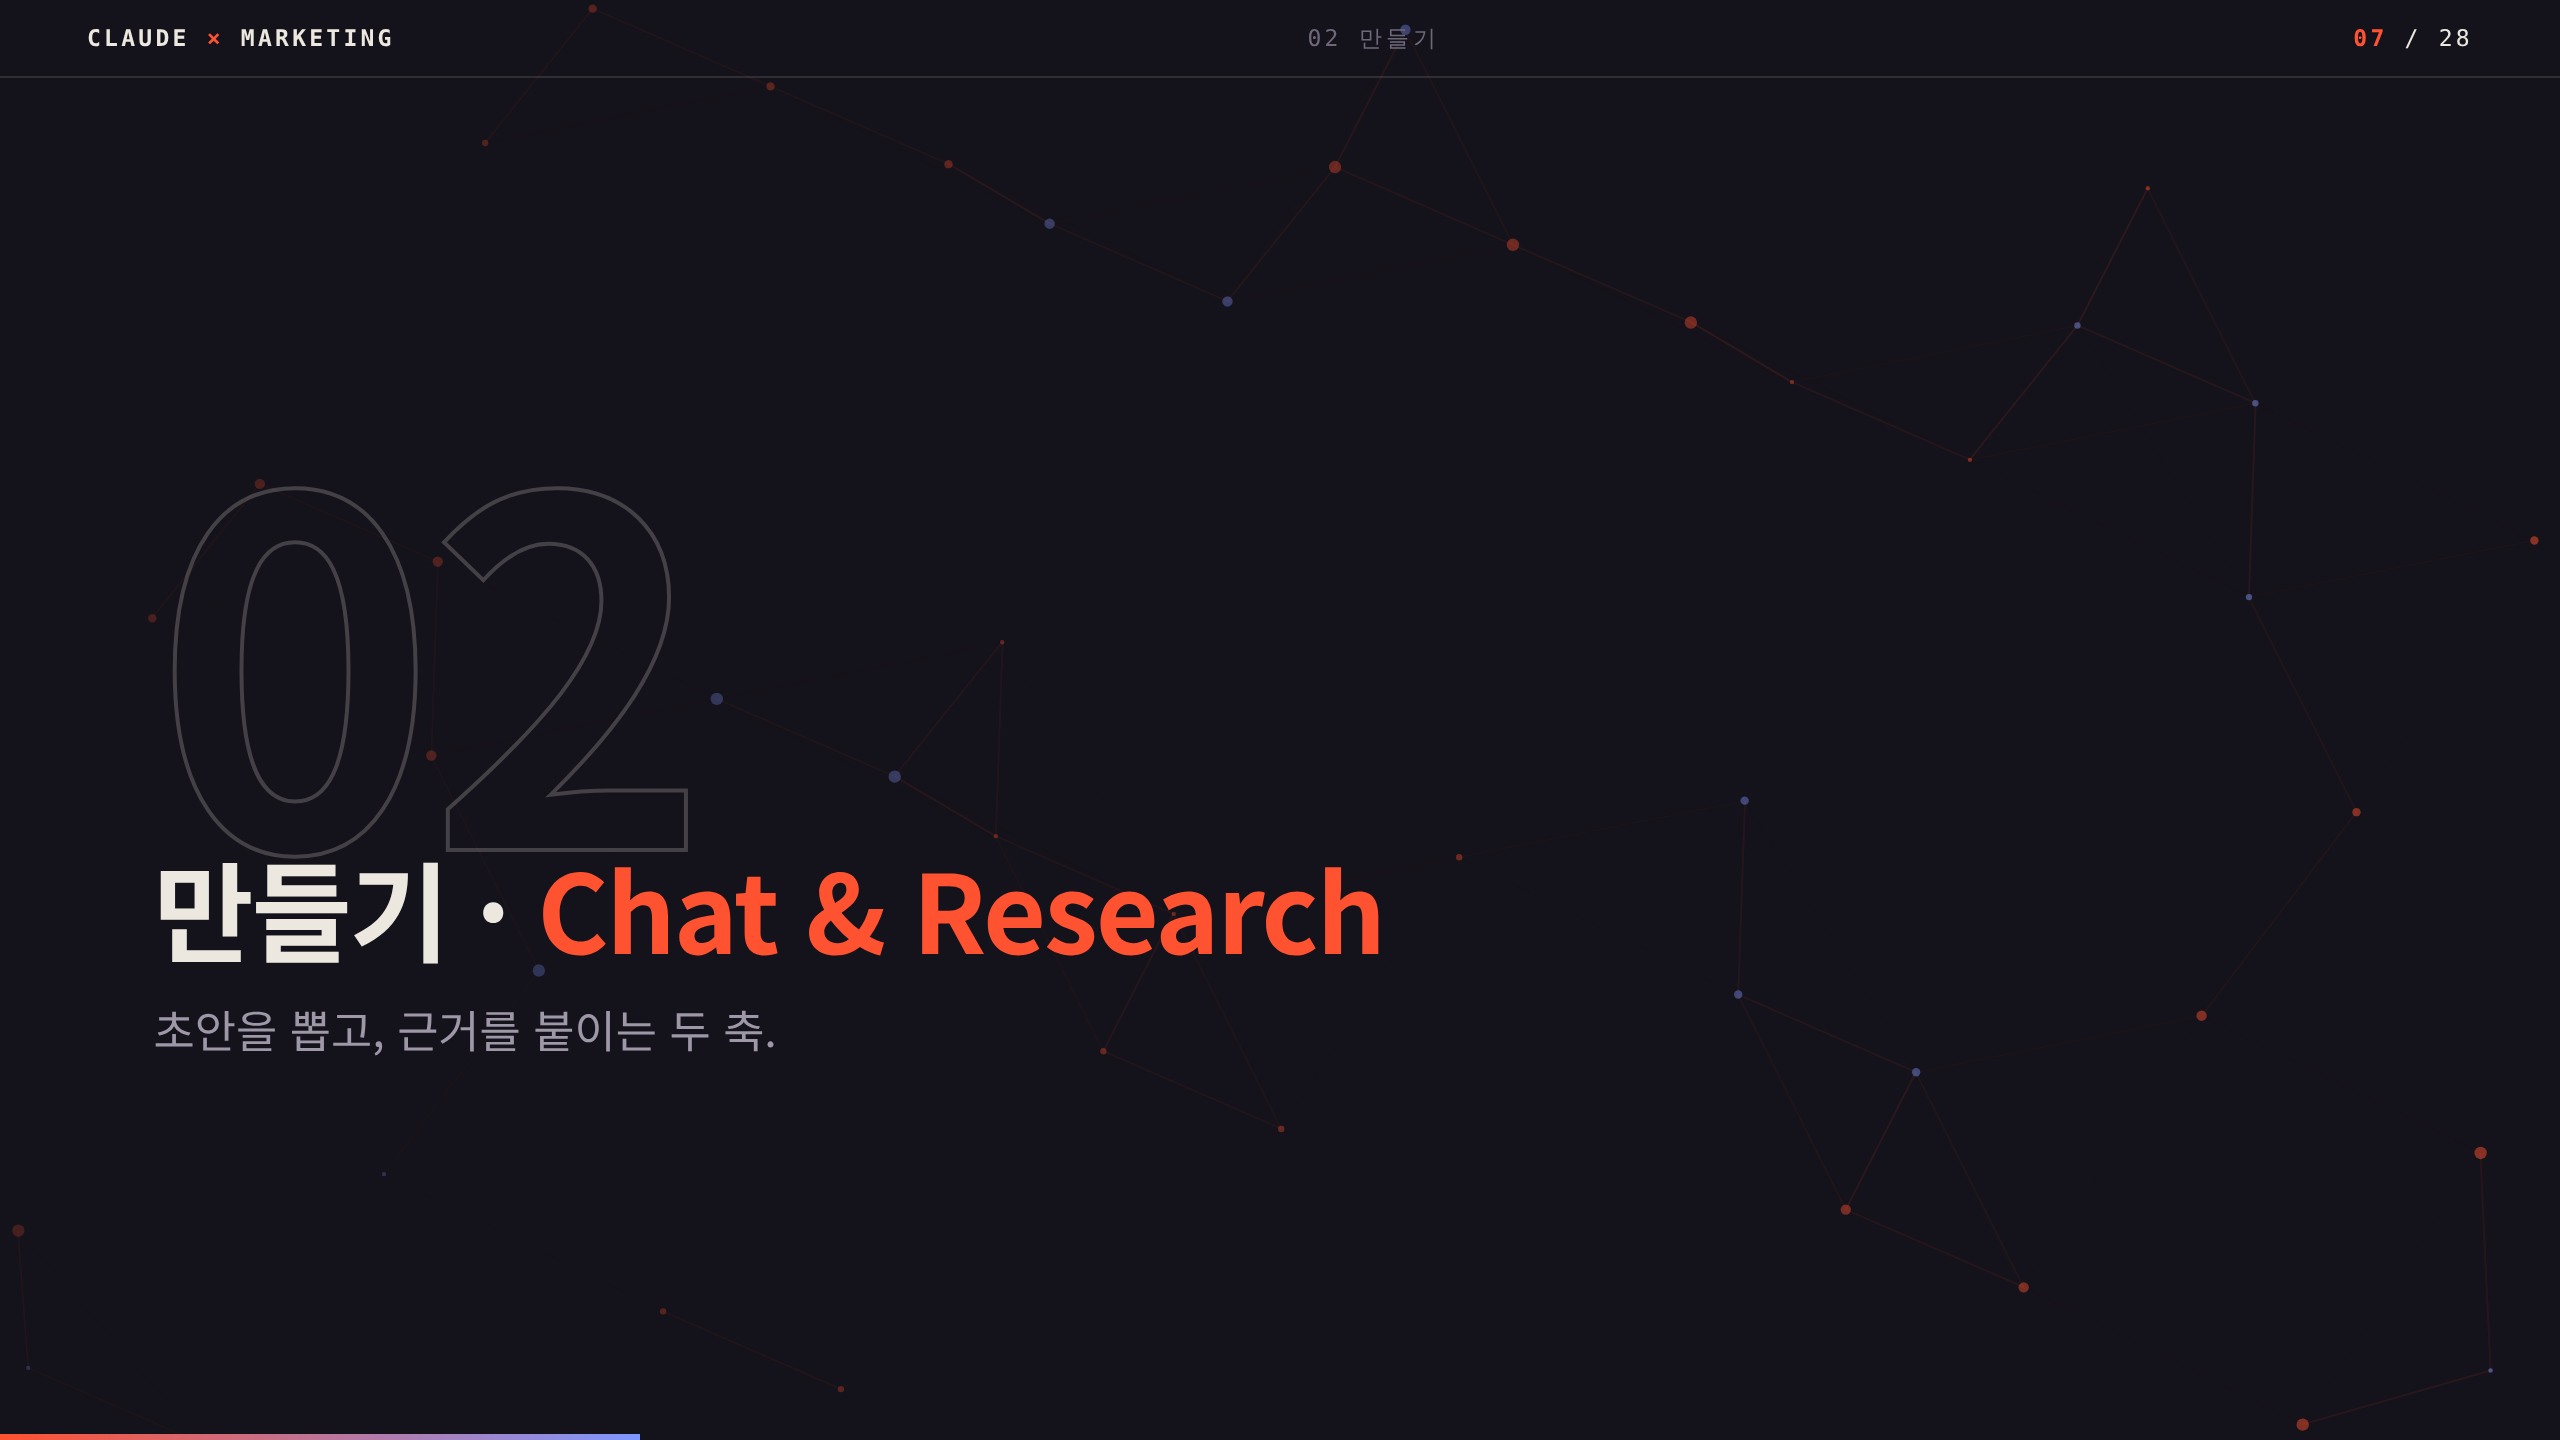 CLAUDE × MARKETING
02 만들기
07 / 28
02
만들기 · Chat & Research
초안을 뽑고, 근거를 붙이는 두 축.